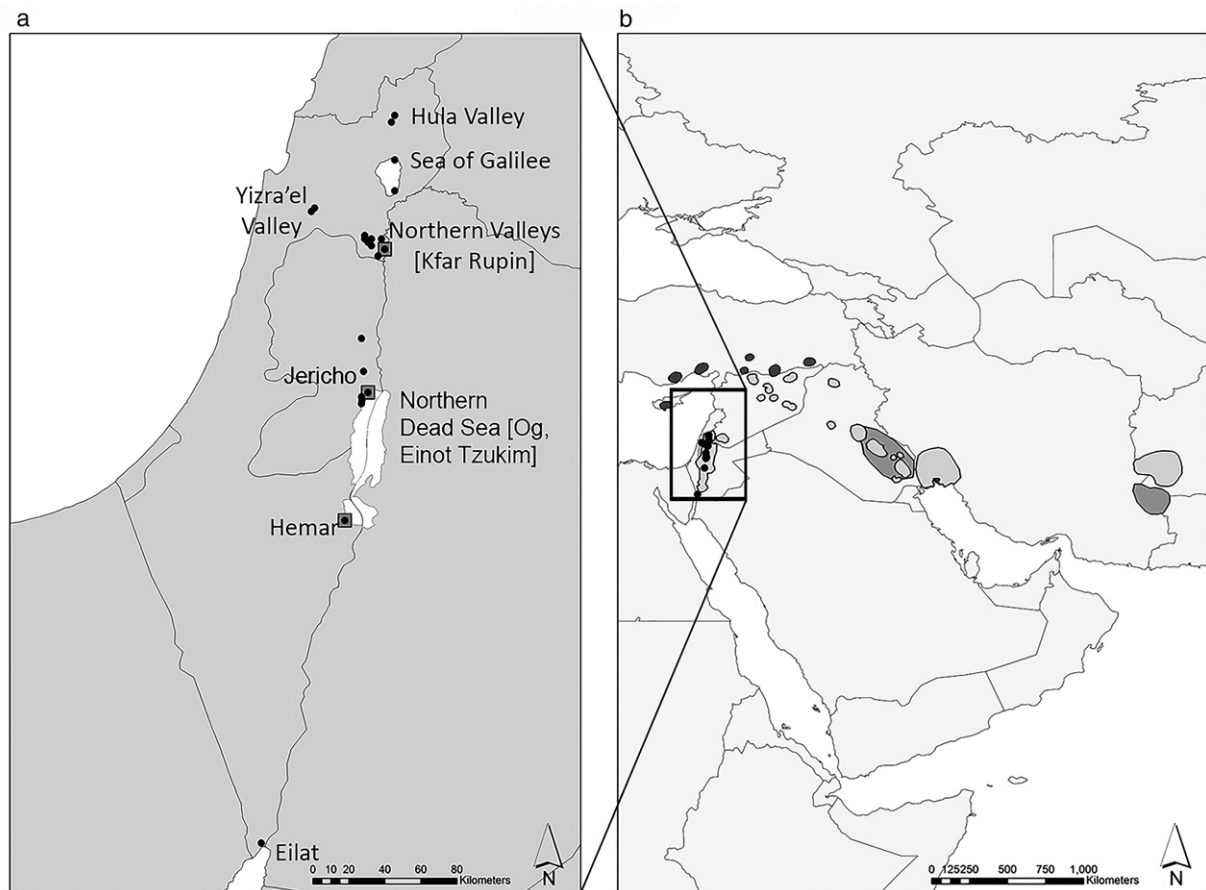 a
b
Hula Valley
Sea of Galilee
Yizra'el
Valley
Northern Valleys
[Kfar Rupin]
Jericho
Northern
Dead Sea [Og,
Einot Tzukim]
Hemar
Eilat
N
0 10 20 40 60 80
Kilometers
N
0 125250 500 750 1,000
Kilometers